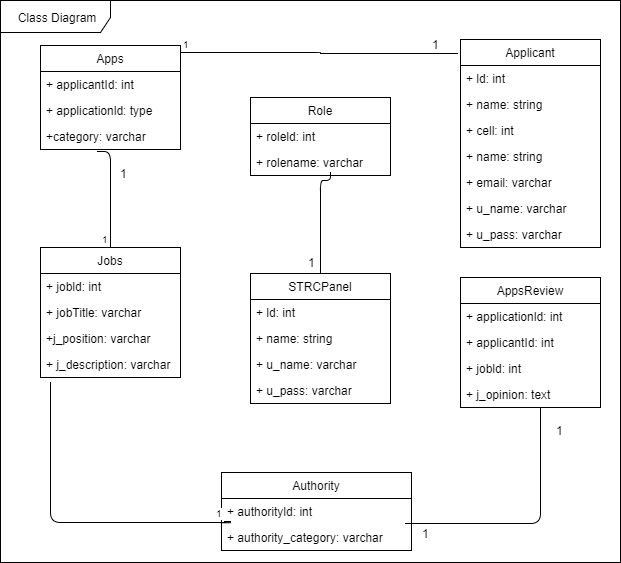 Class Diagram
Apps
+ applicantId: int
+ applicationId: type
+category: varchar
1
1
Applicant
+ Id: int
+ name: string
+ cell: int
+ name: string
+ email: varchar
+ u_name: varchar
+ u_pass: varchar
Role
+ roleId: int
+ rolename: varchar
1
1
Jobs
+ jobId: int
+ jobTitle: varchar
+j_position: varchar
+ j_description: varchar
1
STRCPanel
+ Id: int
+ name: string
+ u_name: varchar
+ u_pass: varchar
AppsReview
+ applicationId: int
+ applicantId: int
+ jobId: int
+ j_opinion: text
1
Authority
1
+ authorityId: int
+ authority_category: varchar
1